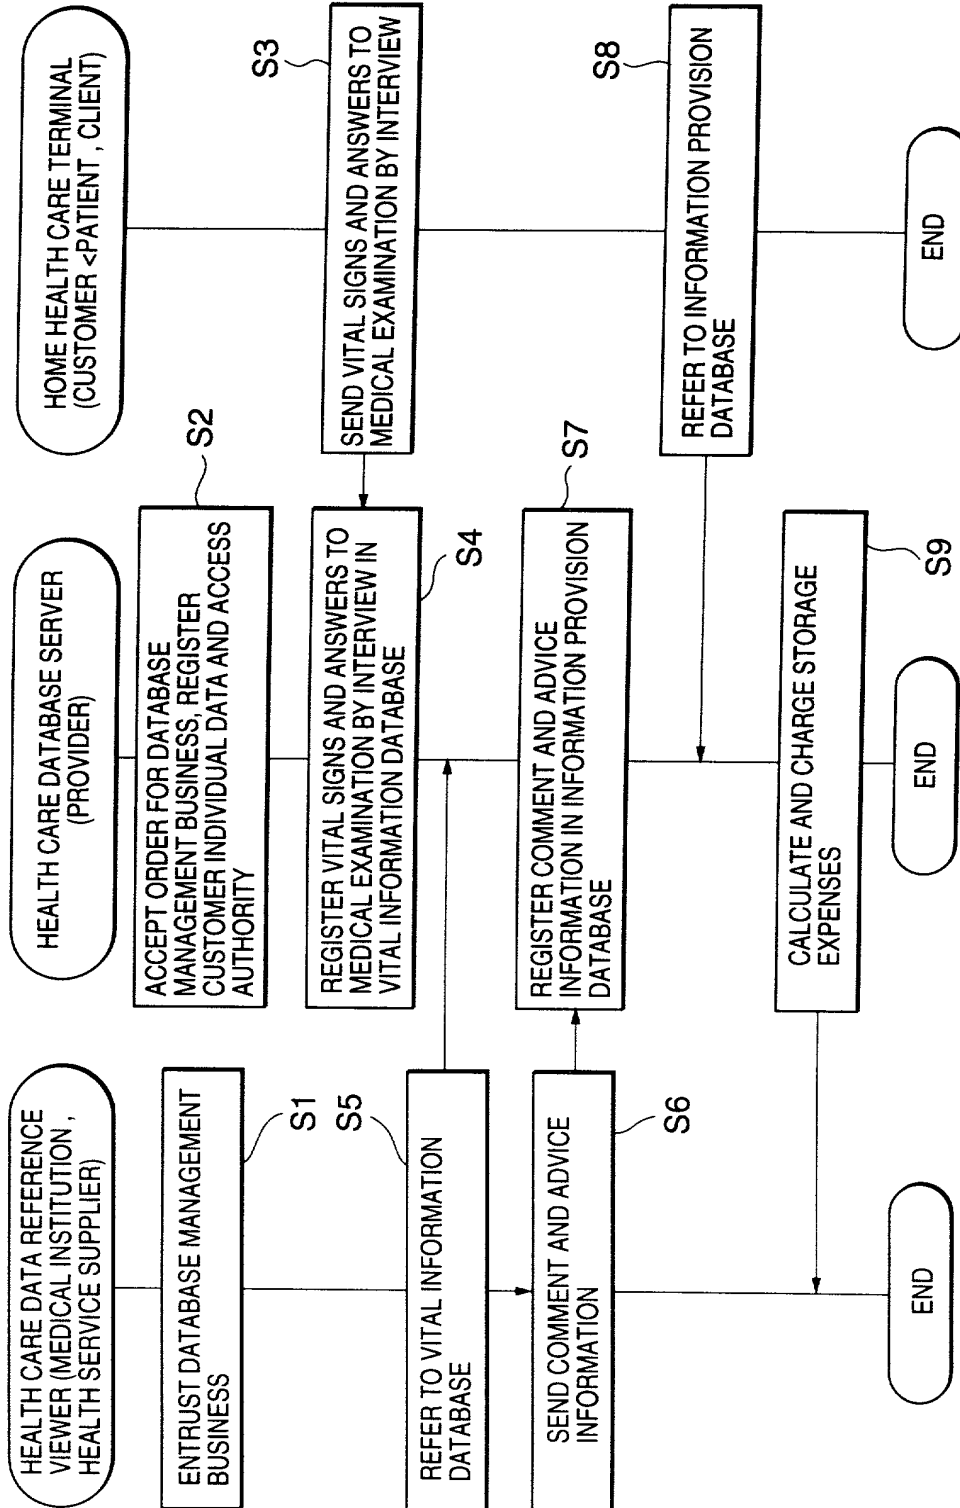 HEALTH CARE DATA REFERENCE
VIEWER (MEDICAL INSTITUTION ,
HEALTH SERVICE SUPPLIER)
ENTRUST DATABASE MANAGEMENT
BUSINESS
S1
REFER TO VITAL INFORMATION
DATABASE
S5
SEND COMMENT AND ADVICE
INFORMATION
S6
END
HEALTH CARE DATABASE SERVER
(PROVIDER)
ACCEPT ORDER FOR DATABASE
MANAGEMENT BUSINESS, REGISTER
CUSTOMER INDIVIDUAL DATA AND ACCESS
AUTHORITY
S2
REGISTER VITAL SIGNS AND ANSWERS TO
MEDICAL EXAMINATION BY INTERVIEW IN
VITAL INFORMATION DATABASE
S4
REGISTER COMMENT AND ADVICE
INFORMATION IN INFORMATION PROVISION
DATABASE
S7
CALCULATE AND CHARGE STORAGE
EXPENSES
S9
END
HOME HEALTH CARE TERMINAL
(CUSTOMER <PATIENT , CLIENT)
SEND VITAL SIGNS AND ANSWERS TO
MEDICAL EXAMINATION BY INTERVIEW
S3
REFER TO INFORMATION PROVISION
DATABASE
S8
END